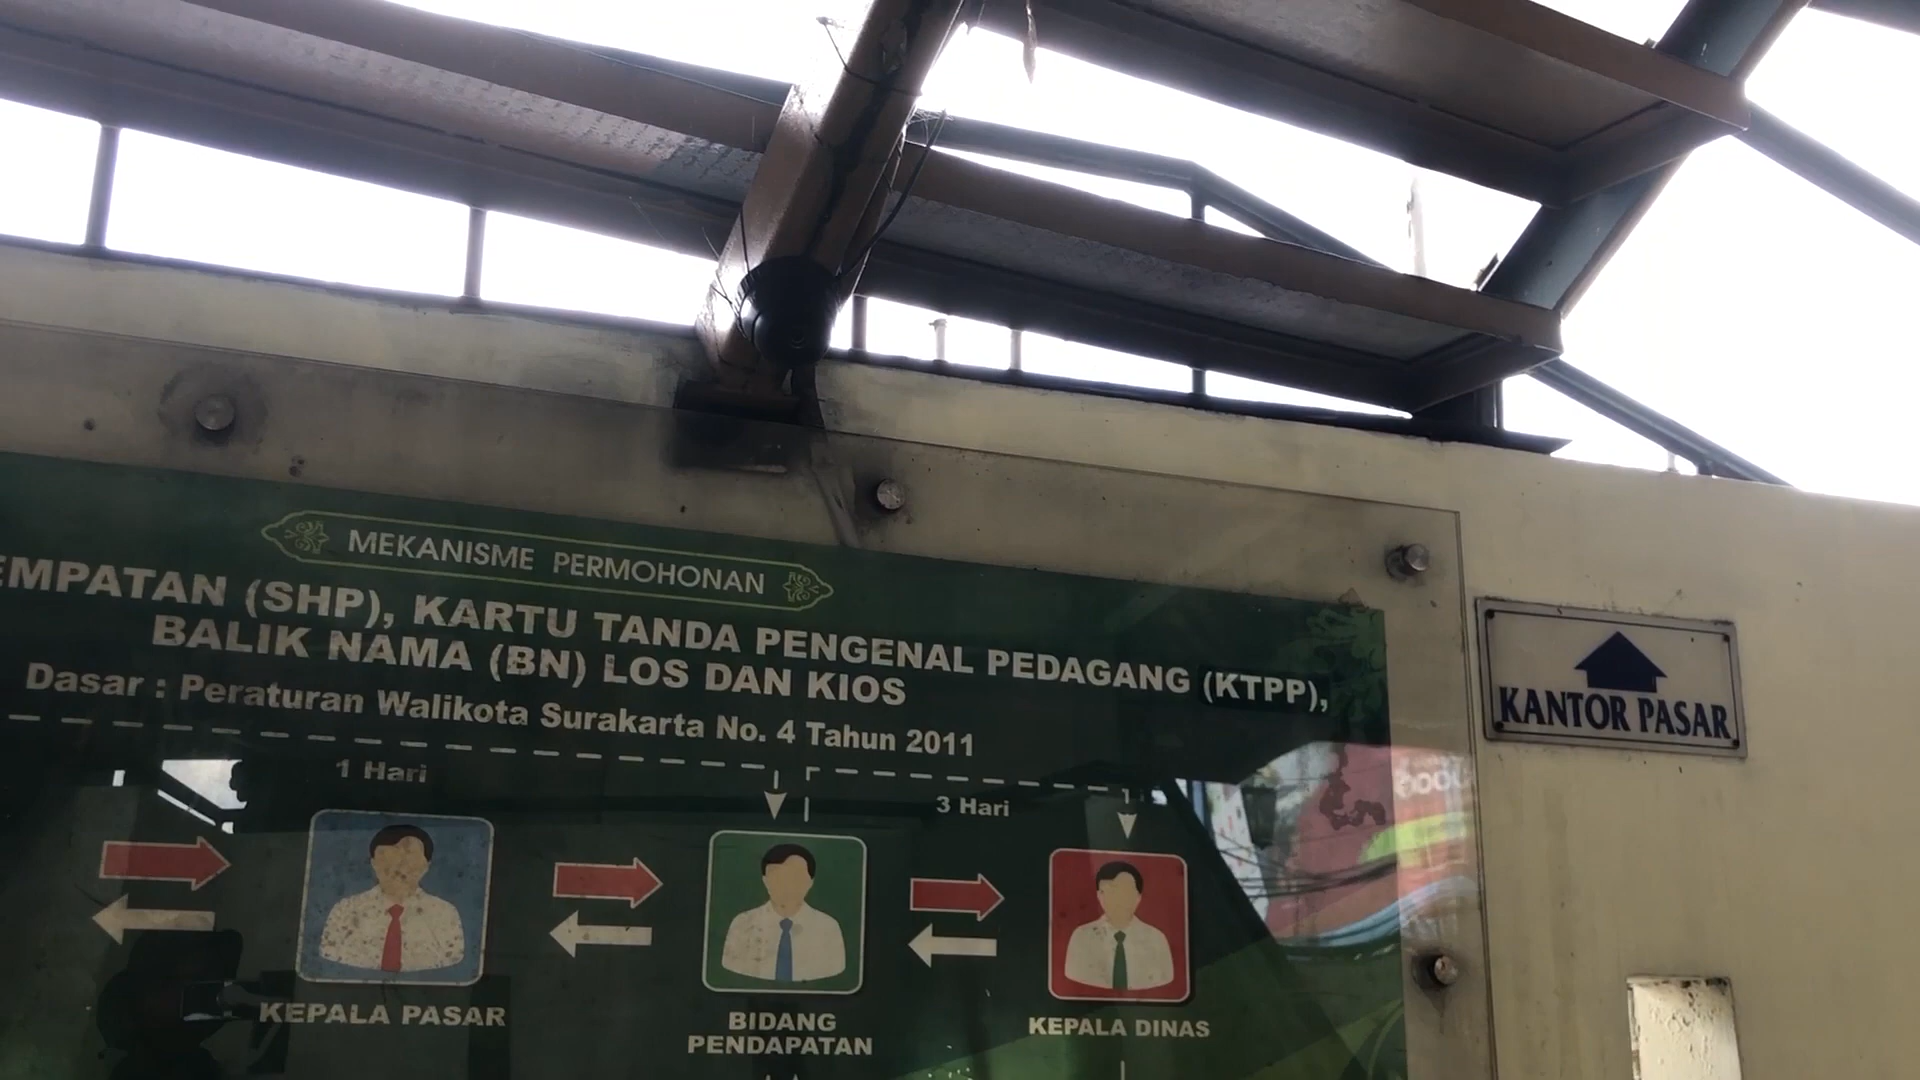 MEKANISME PERMOHONAN
EMPATAN (SHP), KARTU TANDA PENGENAL PEDAGANG (KTPP),
BALIK NAMA (BN) LOS DAN KIOS
Dasar : Peraturan Walikota Surakarta No. 4 Tahun 2011
1 Hari
3 Hari
KEPALA PASAR
BIDANG
PENDAPATAN
KEPALA DINAS
KANTOR PASAR